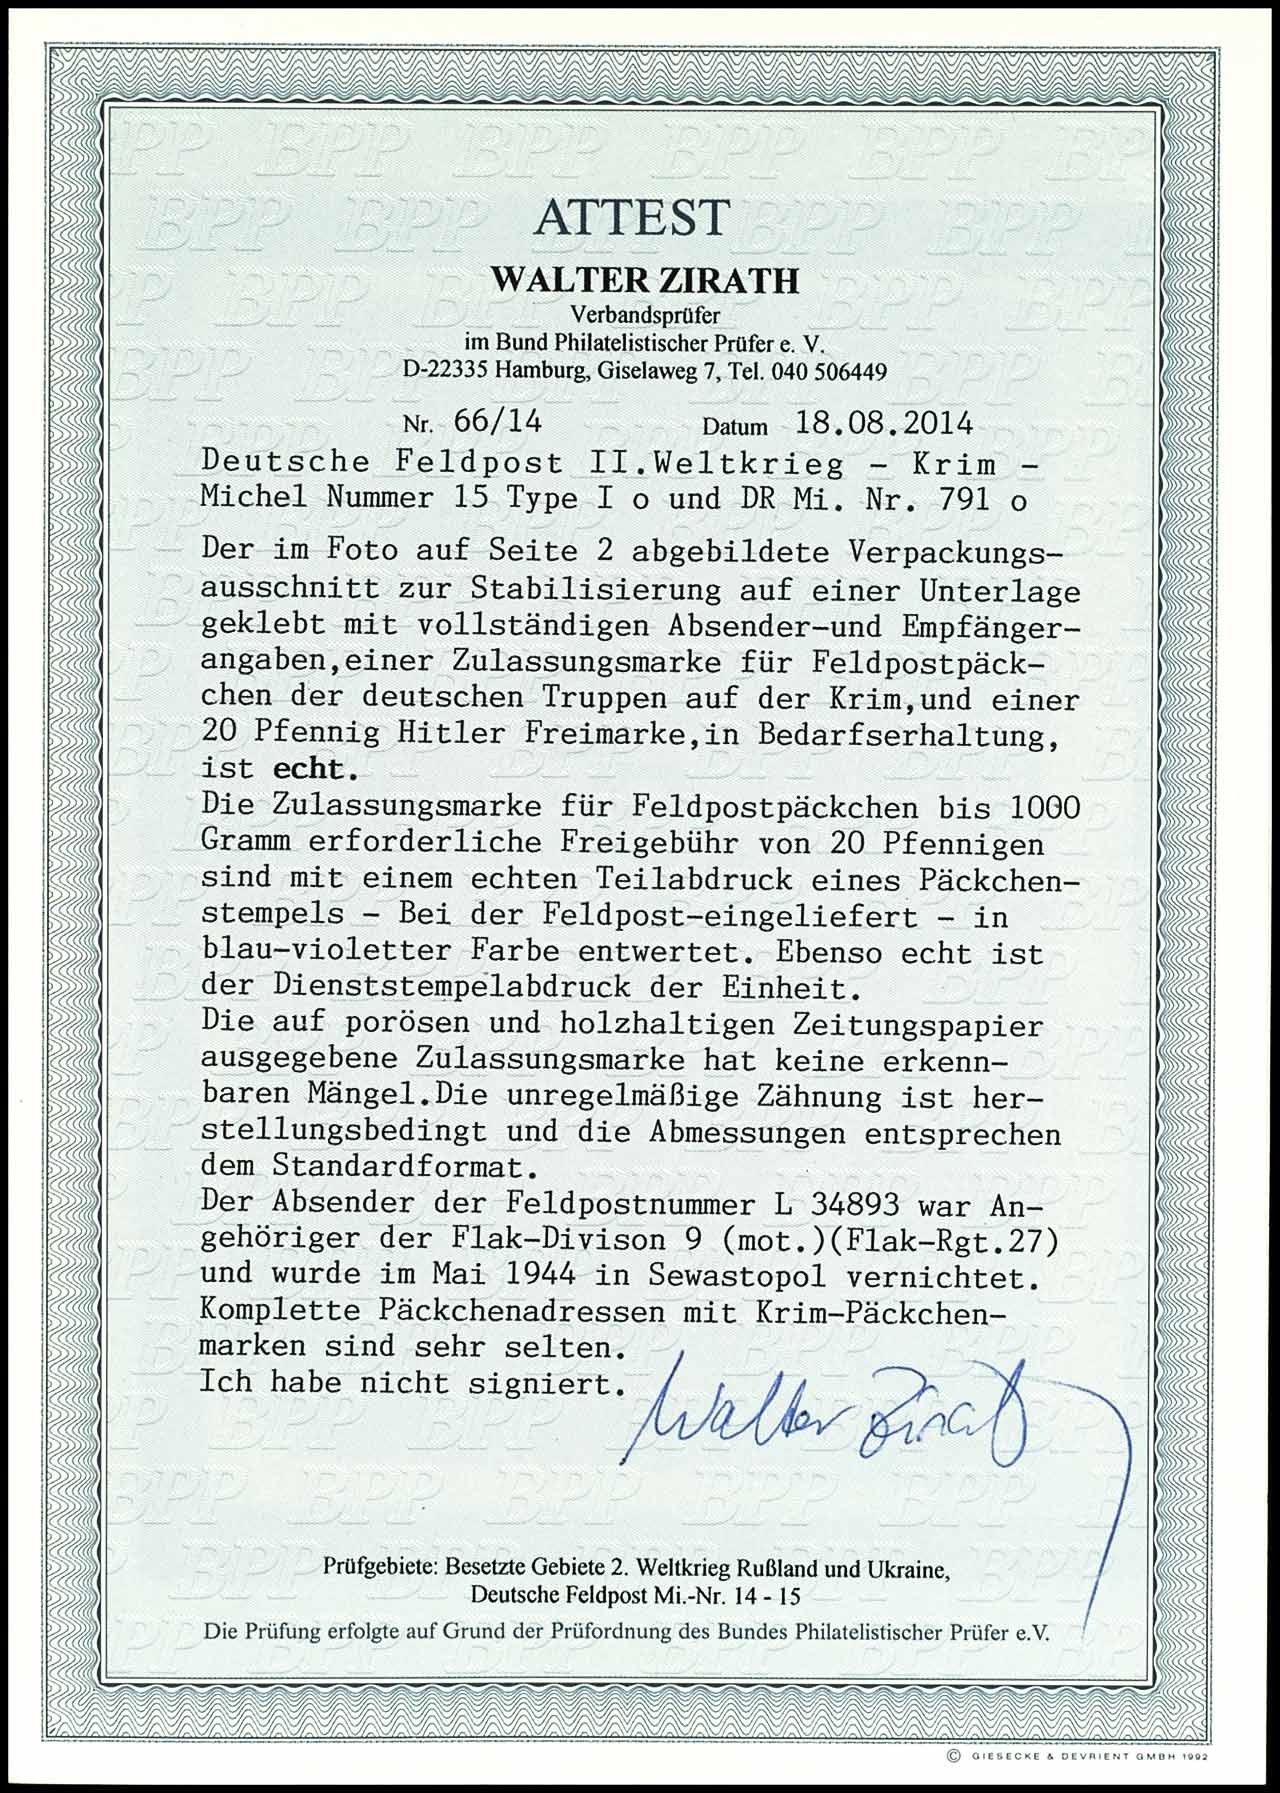 ATTEST
WALTER ZIRATH
Verbandsprüfer
im Bund Philatelistischer Prüfer e. V.
D-22335 Hamburg, Giselaweg 7, Tel. 040 506449
Nr. 66/14 Datum 18.08.2014
Deutsche Feldpost II.Weltkrieg - Krim -
Michel Nummer 15 Type I o und DR Mi. Nr. 791 o
Der im Foto auf Seite 2 abgebildete Verpackungs-
ausschnitt zur Stabilisierung auf einer Unterlage
geklebt mit vollständigen Absender-und Empfänger-
angaben,einer Zulassungsmarke für Feldpostpäck-
chen der deutschen Truppen auf der Krim,und einer
20 Pfennig Hitler Freimarke,in Bedarfserhaltung,
ist echt.
Die Zulassungsmarke für Feldpostpäckchen bis 1000
Gramm erforderliche Freigebühr von 20 Pfennigen
sind mit einem echten Teilabdruck eines Päckchen-
stempels - Bei der Feldpost-eingeliefert - in
blau-violetter Farbe entwertet. Ebenso echt ist
der Dienststempelabdruck der Einheit.
Die auf porösen und holzhaltigen Zeitungspapier
ausgegebene Zulassungsmarke hat keine erkenn-
baren Mängel.Die unregelmäßige Zähnung ist her-
stellungsbedingt und die Abmessungen entsprechen
dem Standardformat.
Der Absender der Feldpostnummer L 34893 war An-
gehöriger der Flak-Divison 9 (mot.)(Flak-Rgt.27)
und wurde im Mai 1944 in Sewastopol vernichtet.
Komplette Päckchenadressen mit Krim-Päckchen-
marken sind sehr selten.
Ich habe nicht signiert.
Walter Zirath
Prüfgebiete: Besetzte Gebiete 2. Weltkrieg Rußland und Ukraine,
Deutsche Feldpost Mi.-Nr. 14 - 15
Die Prüfung erfolgte auf Grund der Prüfordnung des Bundes Philatelistischer Prüfer e.V.
© GIESECKE & DEVRIENT GMBH 1992